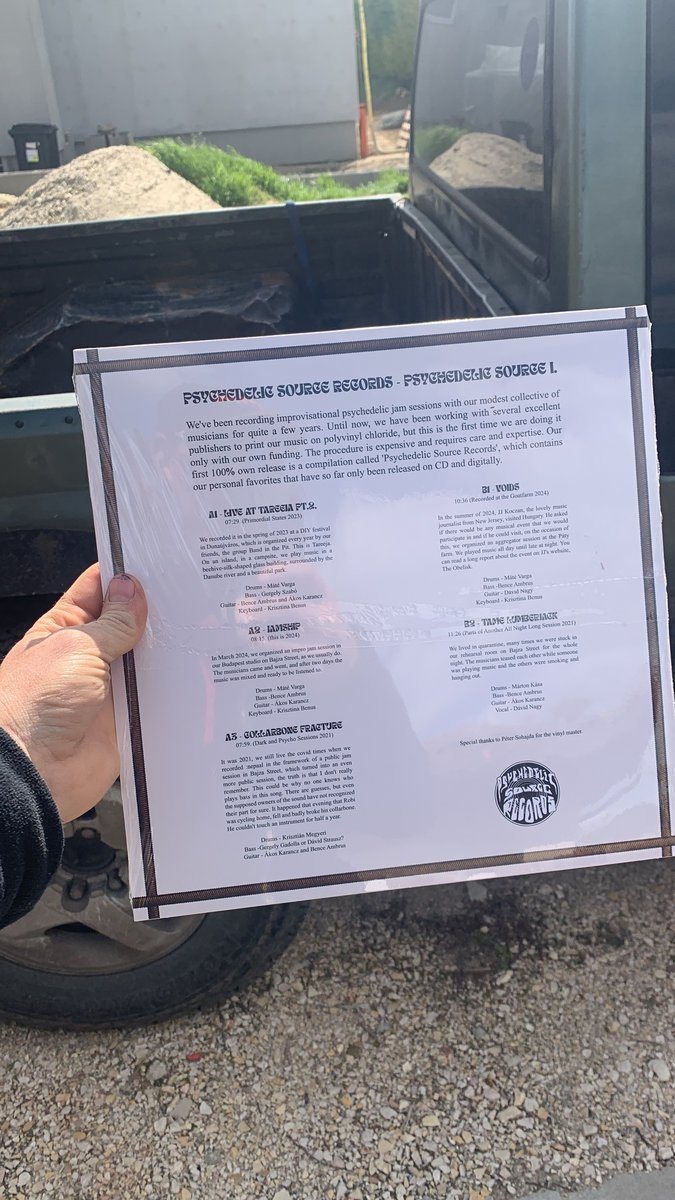 PSYCHEDELIC SOURCE RECORDS - PSYCHEDELIC SOURCE I.
We've been recording improvisational psychedelic jam sessions with our modest collective of
musicians for quite a few years. Until now, we have been working with several excellent
publishers to print our music on polyvinyl chloride, but this is the first time we are doing it
only with our own funding. The procedure is expensive and requires care and expertise. Our
first 100% own release is a compilation called 'Psychedelic Source Records', which contains
our personal favorites that have so far only been released on CD and digitally.
A1 - LIVE AT TAREEJA PT.2.
07:29 (Primordial States 2023)
We recorded it in the spring of 2023 at a DIY festival
in Dunaújváros, which is organized every year by our
friends, the group Band in the Pit. This is Tareeja.
On an island, in a campsite, we play music in a
beehive-silk-shaped glass building, surrounded by the
Danube river and a beautiful park.
Drums - Máté Varga
Bass - Gergely Szabó
Guitar - Bence Ambrus and Ákos Karancz
Keyboard - Krisztina Benus
A2 - JAMSHIP
08:15 (this is 2024)
In March 2024, we organized an impro jam session in
our Budapest studio on Bajza Street, as we usually do.
The musicians came and went, and after two days the
music was mixed and ready to be listened to.
Drums - Máté Varga
Bass -Bence Ambrus
Guitar - Ákos Karancz
Keyboard - Krisztina Benus
A3 - COLLARBONE FRACTURE
07:59 (Dark and Psycho Sessions 2021)
It was 2021, we still live the covid times when we
recorded :nepaal in the framework of a public jam
session in Bajza Street, which turned into an even
more public session, the truth is that I don't really
remember. This could be why no one knows who
plays bass in this song. There are guesses, but even
the supposed owners of the sound have not recognized
their part for sure. It happened that evening that Robi
was cycling home, fell and badly broke his collarbone.
He couldn't touch an instrument for half a year.
Drums - Krisztián Megyeri
Bass -Gergely Gadella or Dávid Strausz?
Guitar - Ákos Karancz and Bence Ambrus
B1 - VOIDS
10:36 (Recorded at the Goatfarm 2024)
In the summer of 2024, JJ Koczan, the lovely music
journalist from New Jersey, visited Hungary. He asked
if there would be any musical event that we would
participate in and if he could visit, on the occasion of
this, we organized an aggregator session at the Páty
farm. We played music all day until late at night. You
can read a long report about the event on JJ's website,
The Obelisk.
Drums - Máté Varga
Bass -Bence Ambrus
Guitar - Dávid Nagy
Keyboard - Krisztina Benus
B2 - TAME LUMBERJACK
11:26 (Parts of Another All Night Long Session 2021)
We lived in quarantine, many times we were stuck in
our rehearsal room on Bajza Street for the whole
night. The musicians teased each other while someone
was playing music and the others were smoking and
hanging out.
Drums - Márton Kása
Bass -Bence Ambrus
Guitar - Ákos Karancz
Vocal - Dávid Nagy
Special thanks to Péter Sohajda for the vinyl master.
PSYCHEDELIC
SOURCE
RECORDS